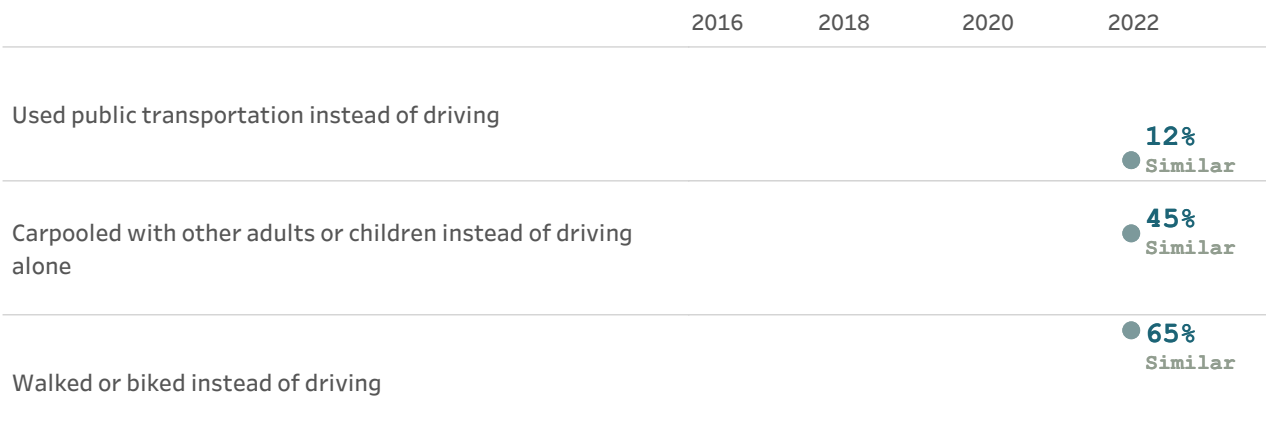 2016 2018 2020 2022
Used public transportation instead of driving
12%
Similar
Carpooled with other adults or children instead of driving
alone
45%
Similar
Walked or biked instead of driving
65%
Similar